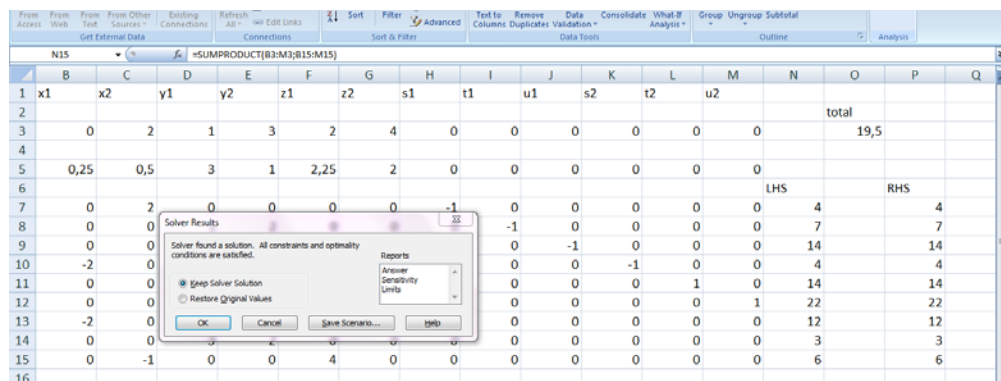 From From From From Other Existing Refresh Edit Links Sort Filter Advanced Text to Remove Data Consolidate What-If Group Ungroup Subtotal
Access Web Text Sources Connections All Columns Duplicates Validation Analysis
Get External Data Connections Sort & Filter Data Tools Outline Analysis
N15 fx =SUMPRODUCT(B3:M3;B15:M15)
B C D E F G H I J K L M N O P Q
1 x1 x2 y1 y2 z1 z2 s1 t1 u1 s2 t2 u2
2 total
3 0 2 1 3 2 4 0 0 0 0 0 0 19,5
4
5 0,25 0,5 3 1 2,25 2 0 0 0 0 0 0
6 LHS RHS
7 0 2 0 0 0 0 -1 0 0 0 0 0 4 4
8 0 0 -1 0 0 0 0 7 7
9 0 0 0 -1 0 0 0 14 14
10 -2 0 0 0 -1 0 0 4 4
11 0 0 0 0 0 1 0 14 14
12 0 0 0 0 0 0 1 22 22
13 -2 0 0 0 0 0 0 12 12
14 0 0 0 0 0 0 0 3 3
15 0 -1 0 0 4 0 0 0 0 0 0 0 6 6
16
Solver Results
Solver found a solution. All constraints and optimality
conditions are satisfied.
Reports
Answer
Sensitivity
Limits
Keep Solver Solution
Restore Original Values
OK Cancel Save Scenario... Help